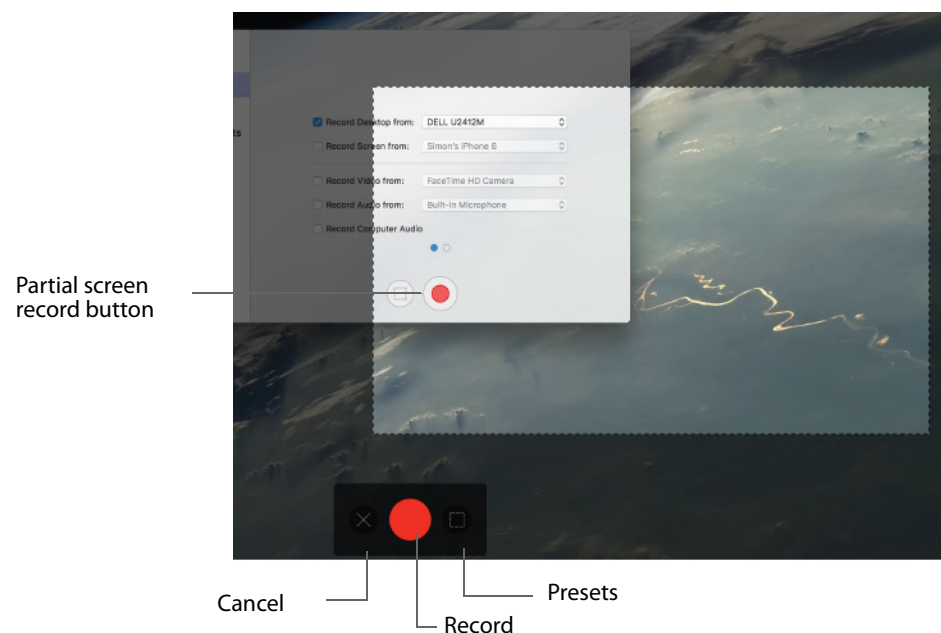 ts
Record Desktop from: DELL U2412M
Record Screen from: Simon's iPhone 6
Record Video from: FaceTime HD Camera
Record Audio from: Built-in Microphone
Record Computer Audio
Partial screen
record button
Cancel
Presets
Record